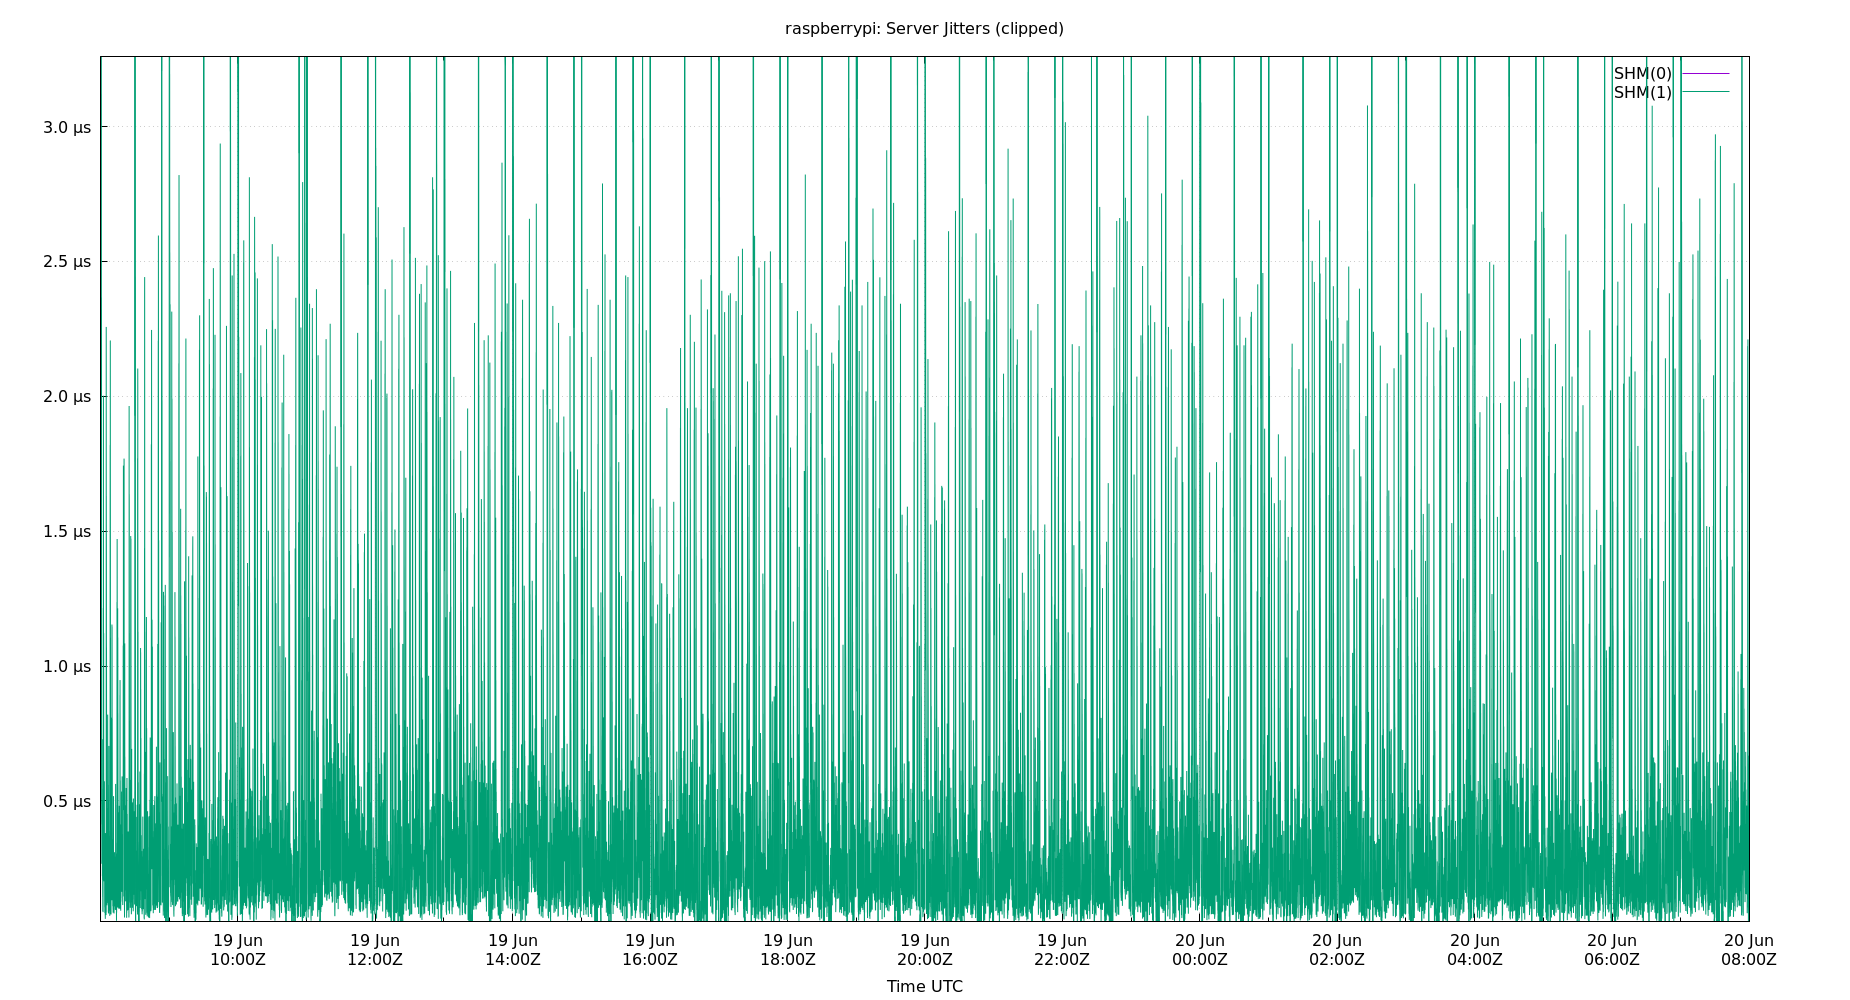 raspberrypi: Server Jitters (clipped)
SHM(0)
SHM(1)
3.0 µs
2.5 µs
2.0 µs
1.5 µs
1.0 µs
0.5 µs
19 Jun 19 Jun 19 Jun 19 Jun 19 Jun 19 Jun 19 Jun 20 Jun 20 Jun 20 Jun 20 Jun 20 Jun
10:00Z 12:00Z 14:00Z 16:00Z 18:00Z 20:00Z 22:00Z 00:00Z 02:00Z 04:00Z 06:00Z 08:00Z
Time UTC